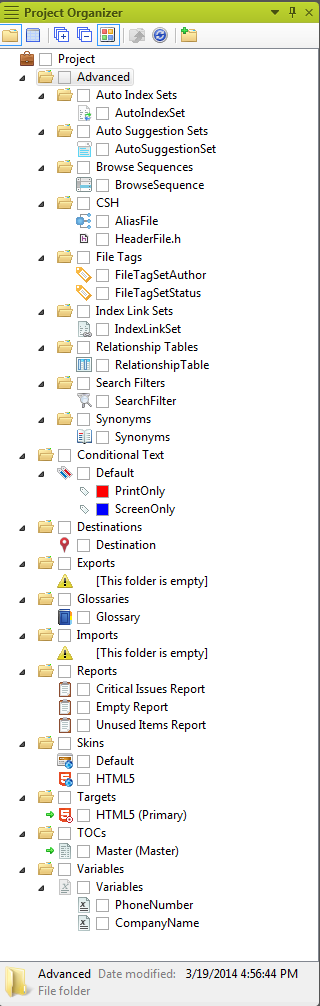 Project Organizer
Project
Advanced
Auto Index Sets
AutoIndexSet
Auto Suggestion Sets
AutoSuggestionSet
Browse Sequences
BrowseSequence
CSH
AliasFile
HeaderFile.h
File Tags
FileTagSetAuthor
FileTagSetStatus
Index Link Sets
IndexLinkSet
Relationship Tables
RelationshipTable
Search Filters
SearchFilter
Synonyms
Synonyms
Conditional Text
Default
PrintOnly
ScreenOnly
Destinations
Destination
Exports
[This folder is empty]
Glossaries
Glossary
Imports
[This folder is empty]
Reports
Critical Issues Report
Empty Report
Unused Items Report
Skins
Default
HTML5
Targets
HTML5 (Primary)
TOCs
Master (Master)
Variables
Variables
PhoneNumber
CompanyName
Advanced Date modified: 3/19/2014 4:56:44 PM
File folder